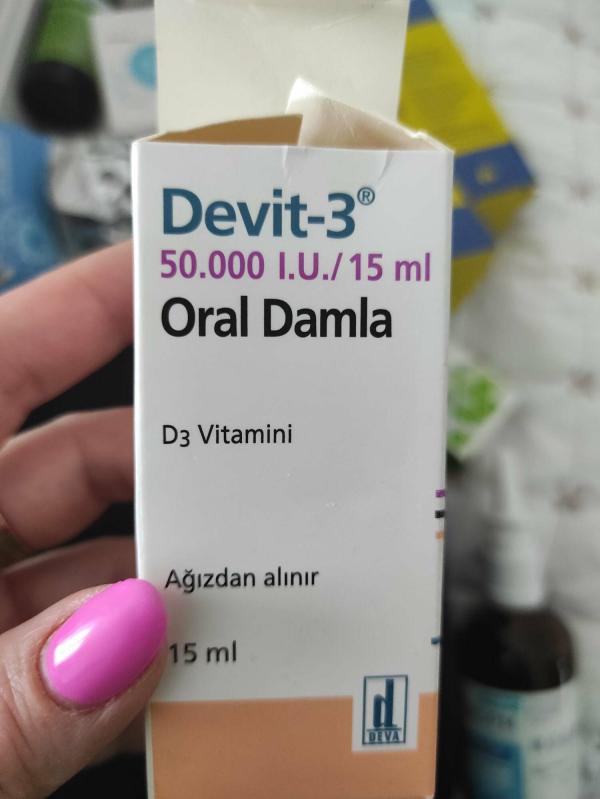 Devit-3®
50.000 I.U./15 ml
Oral Damla
D3 Vitamini
Ağızdan alınır
15 ml
d
DEVA